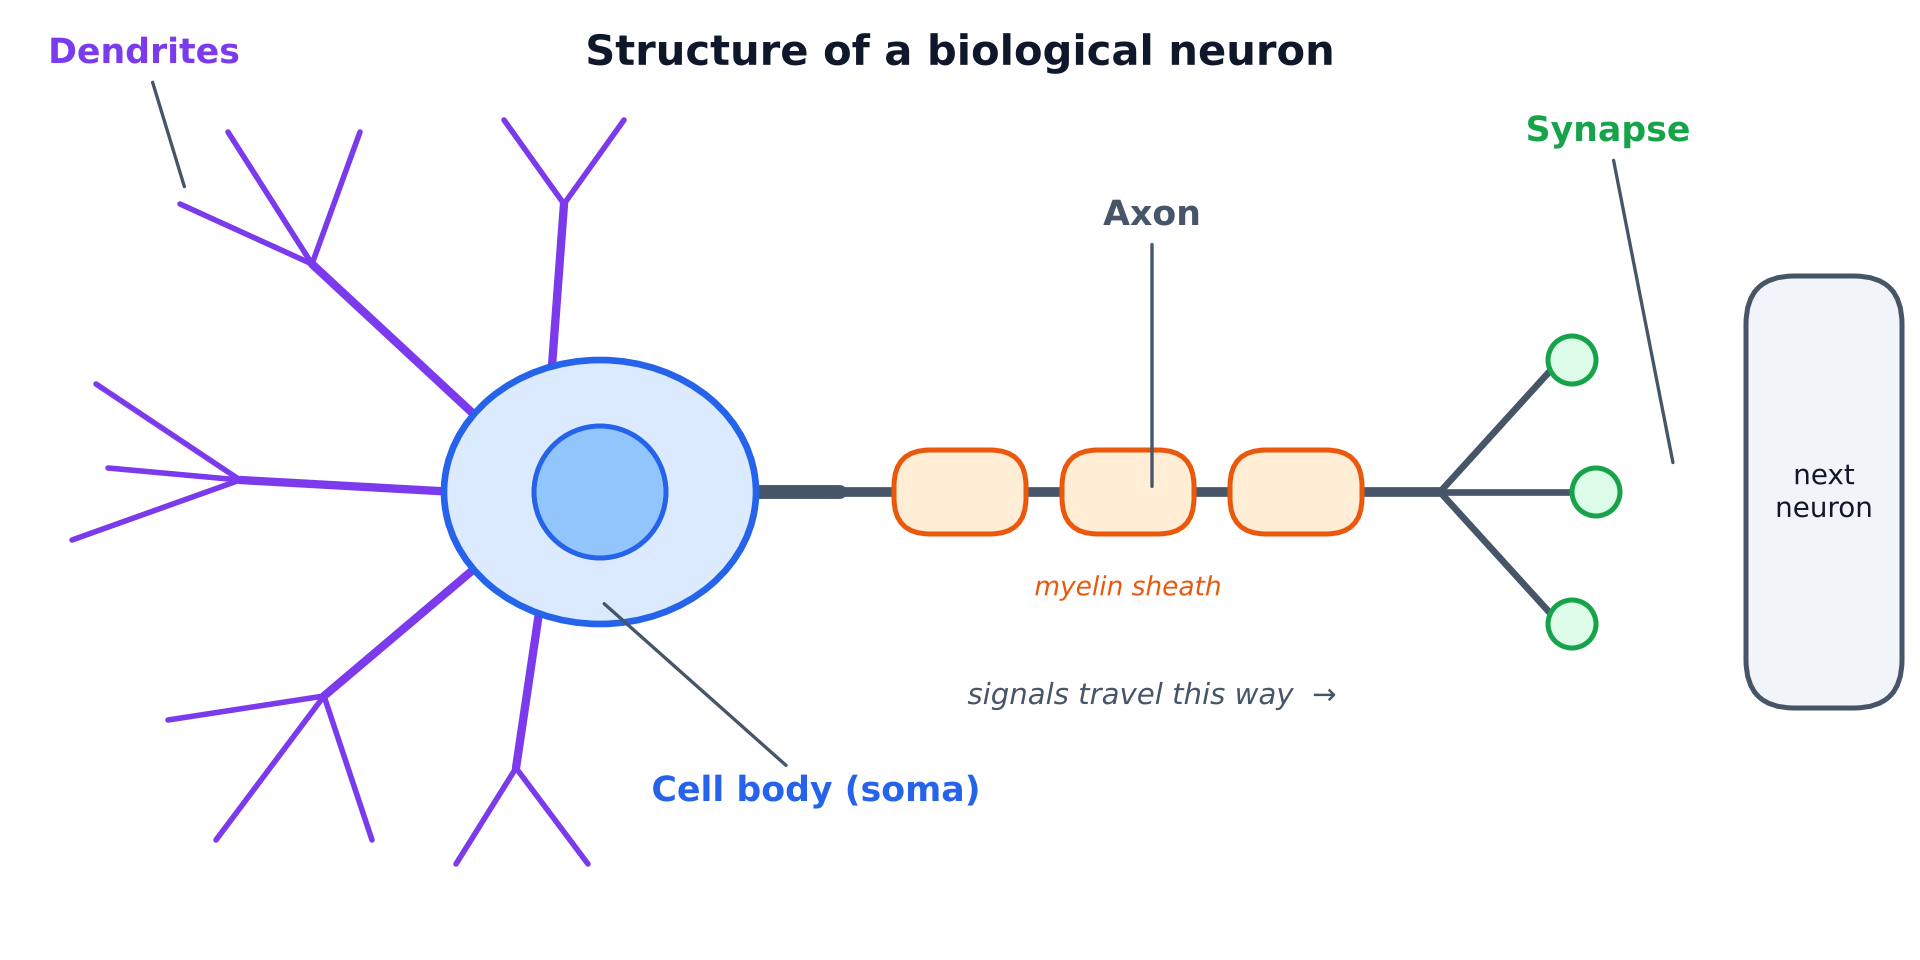 Structure of a biological neuron
Dendrites
Synapse
Axon
next
neuron
myelin sheath
signals travel this way →
Cell body (soma)